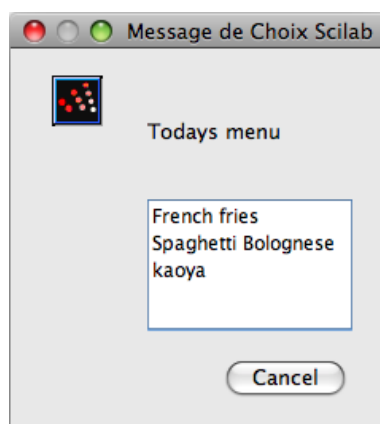 Message de Choix Scilab
Todays menu
French fries
Spaghetti Bolognese
kaoya
Cancel